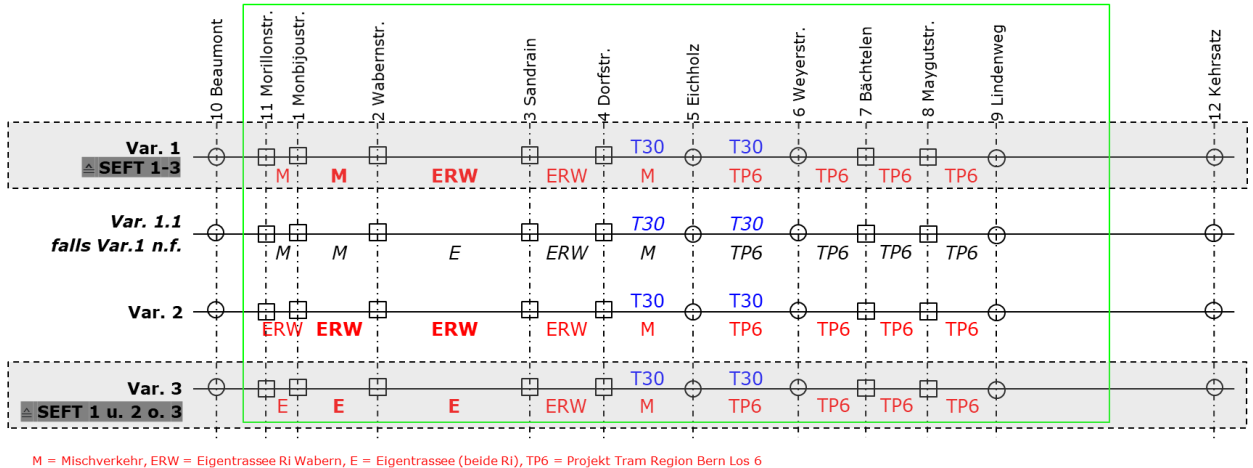 10 Beaumont
11 Morillonstr.
1 Monbijoustr.
2 Wabernstr.
3 Sandrain
4 Dorfstr.
5 Eichholz
6 Weyerstr.
7 Bächtelen
8 Maygutstr.
9 Lindenweg
12 Kehrsatz
Var. 1 T30 T30
≙ SEFT 1-3 M M ERW ERW M TP6 TP6 TP6 TP6
Var. 1.1 T30 T30
falls Var.1 n.f. M M E ERW M TP6 TP6 TP6 TP6
T30 T30
Var. 2
ERW ERW ERW ERW M TP6 TP6 TP6 TP6
Var. 3 T30 T30
≙ SEFT 1 u. 2 o. 3 E E E ERW M TP6 TP6 TP6 TP6
M = Mischverkehr, ERW = Eigentrassee Ri Wabern, E = Eigentrassee (beide Ri), TP6 = Projekt Tram Region Bern Los 6